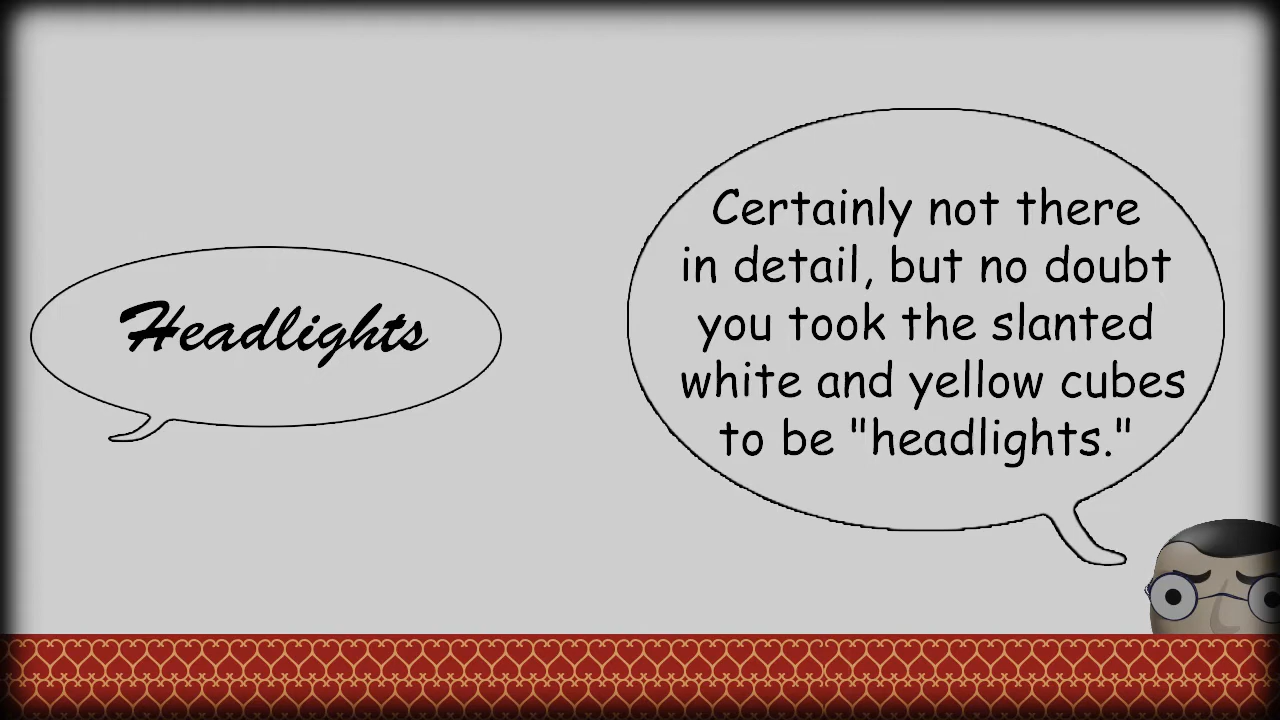 Headlights
Certainly not there
in detail, but no doubt
you took the slanted
white and yellow cubes
to be "headlights."